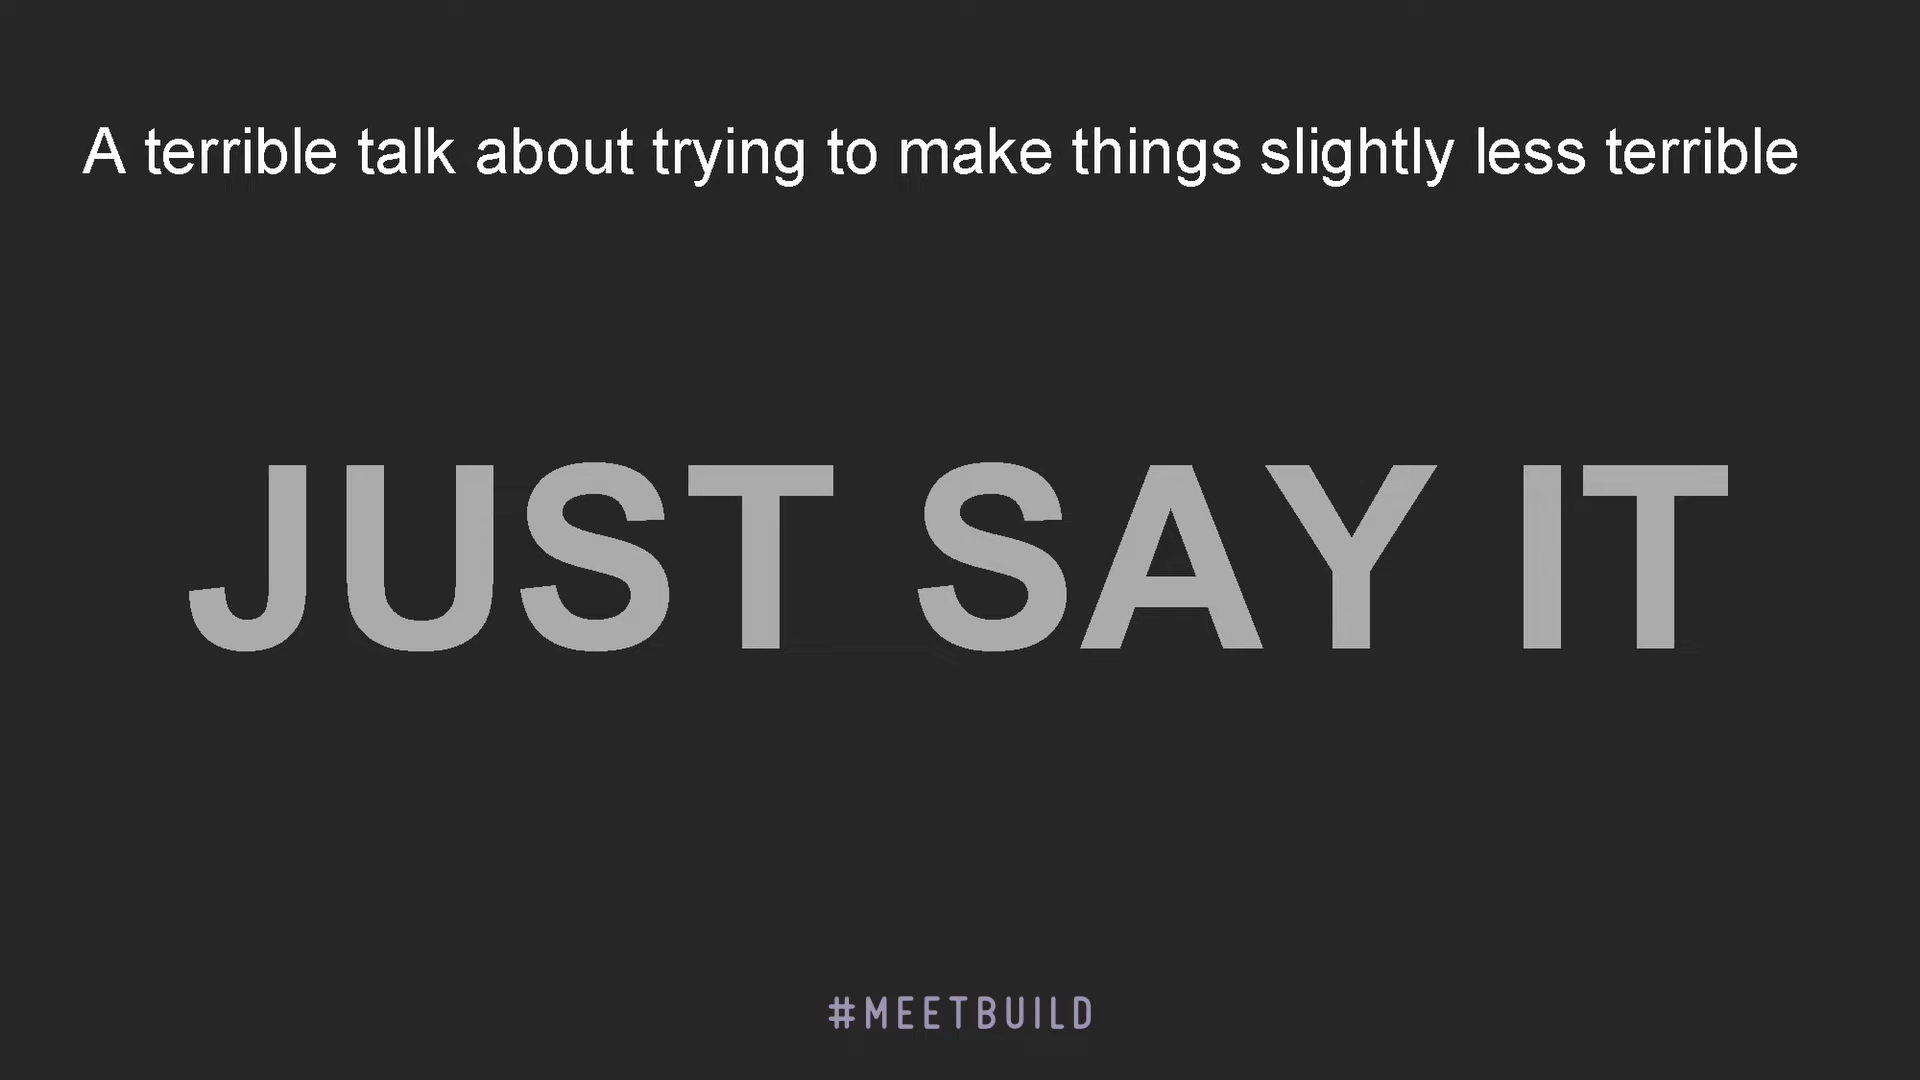 A terrible talk about trying to make things slightly less terrible
JUST SAY IT
#MEETBUILD